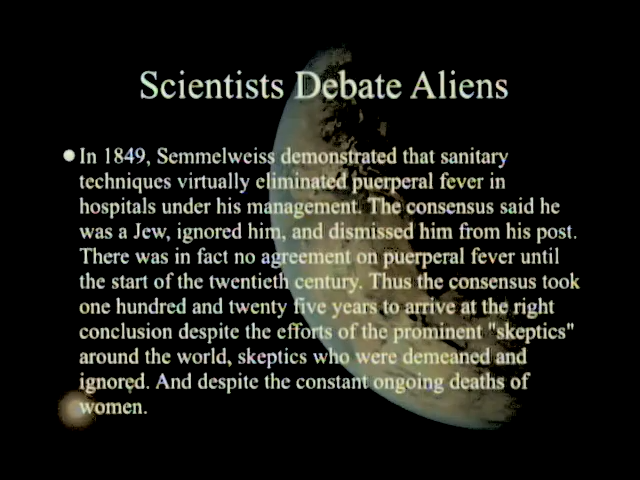 Scientists Debate Aliens
In 1849, Semmelweiss demonstrated that sanitary
techniques virtually eliminated puerperal fever in
hospitals under his management. The consensus said he
was a Jew, ignored him, and dismissed him from his post.
There was in fact no agreement on puerperal fever until
the start of the twentieth century. Thus the consensus took
one hundred and twenty five years to arrive at the right
conclusion despite the efforts of the prominent "skeptics"
around the world, skeptics who were demeaned and
ignored. And despite the constant ongoing deaths of
women.